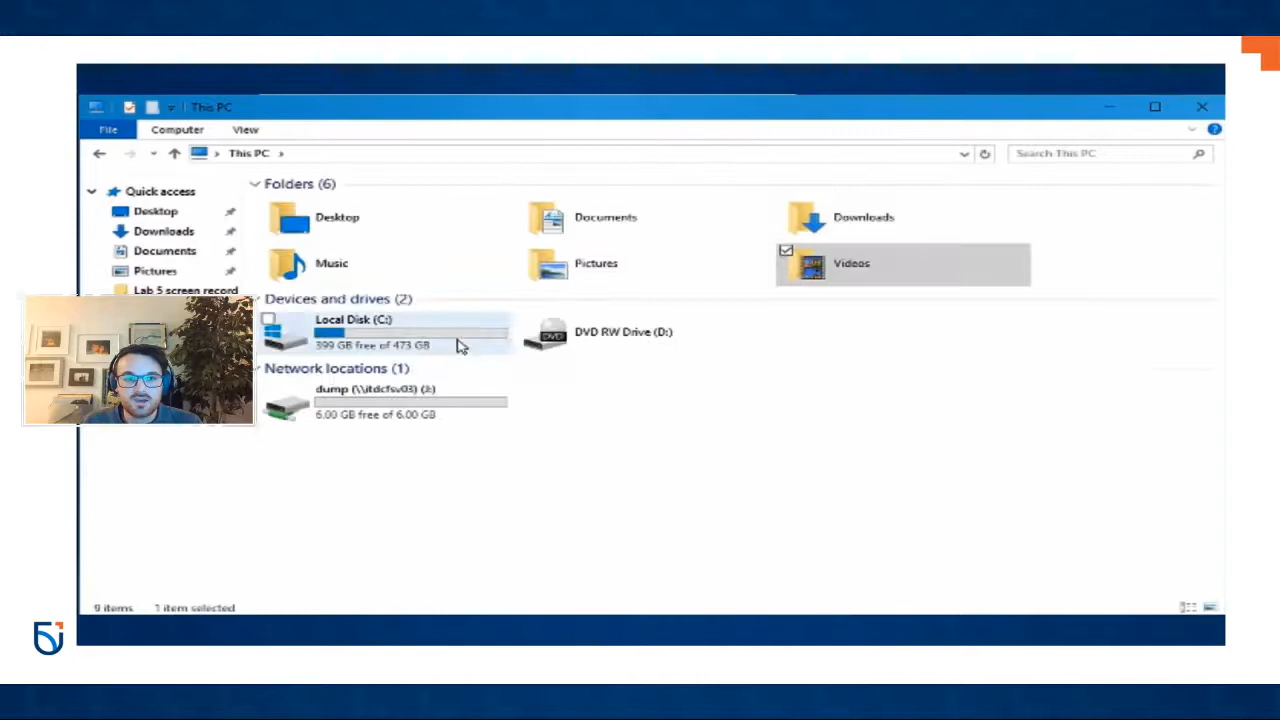 This PC
File Computer View
This PC
Search This PC
Quick access
Desktop
Downloads
Documents
Pictures
Lab 5 screen record
Folders (6)
Desktop
Documents
Downloads
Music
Pictures
Videos
Devices and drives (2)
Local Disk (C:)
399 GB free of 473 GB
DVD
DVD RW Drive (D:)
Network locations (1)
dump (\\itdcfsv03) (I:)
6.00 GB free of 6.00 GB
9 items 1 item selected